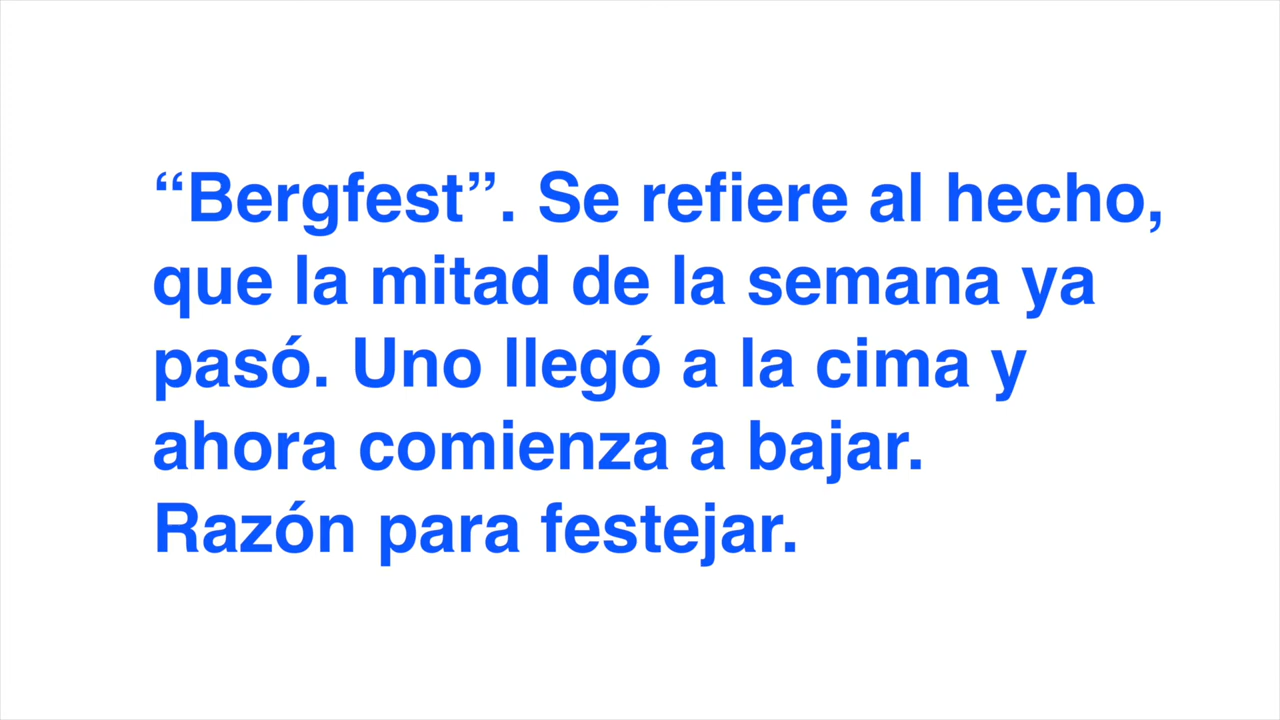 “Bergfest”. Se refiere al hecho,
que la mitad de la semana ya
pasó. Uno llegó a la cima y
ahora comienza a bajar.
Razón para festejar.